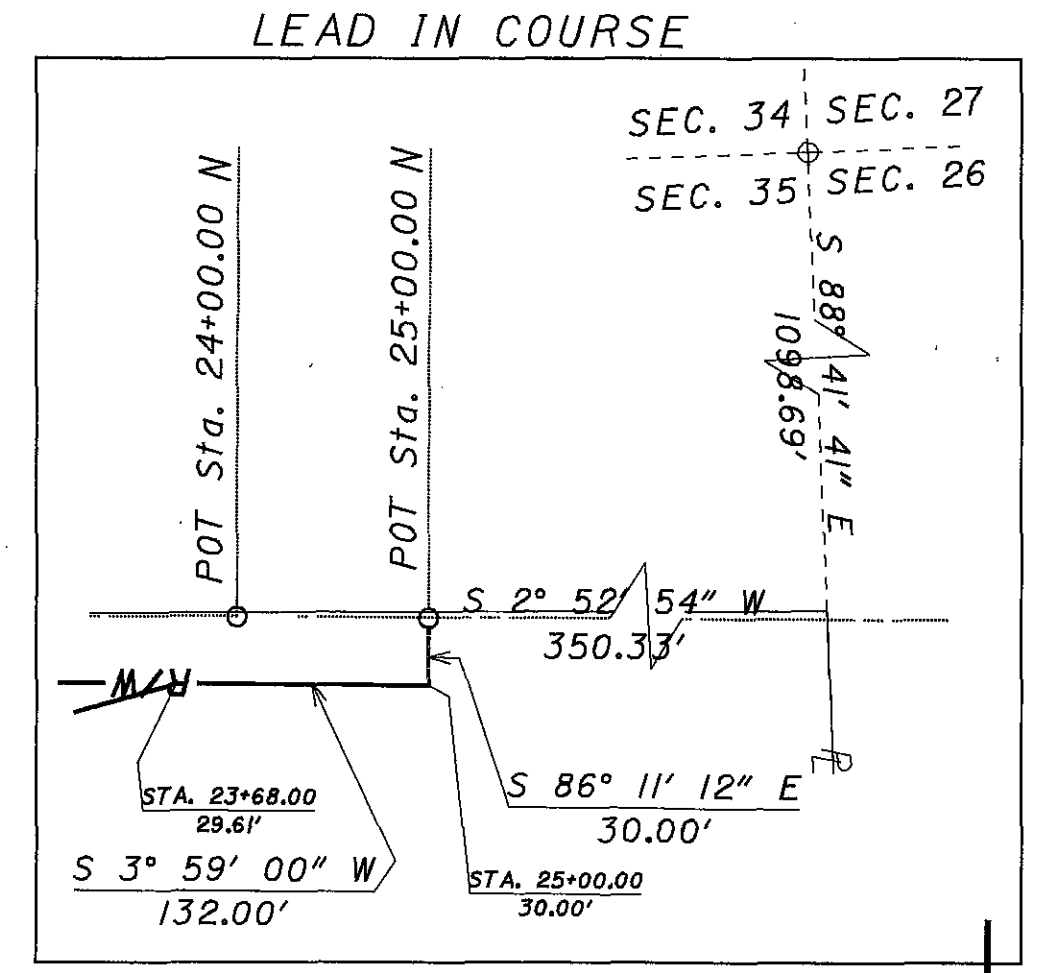 LEAD IN COURSE
SEC. 34 SEC. 27
SEC. 35 SEC. 26
POT Sta. 24+00.00 N
POT Sta. 25+00.00 N
S 88° 41' 41" E
1098.69'
S 2° 52' 54" W
350.33'
R/W
PL
STA. 23+68.00
29.61'
S 86° 11' 12" E
30.00'
S 3° 59' 00" W
132.00'
STA. 25+00.00
30.00'